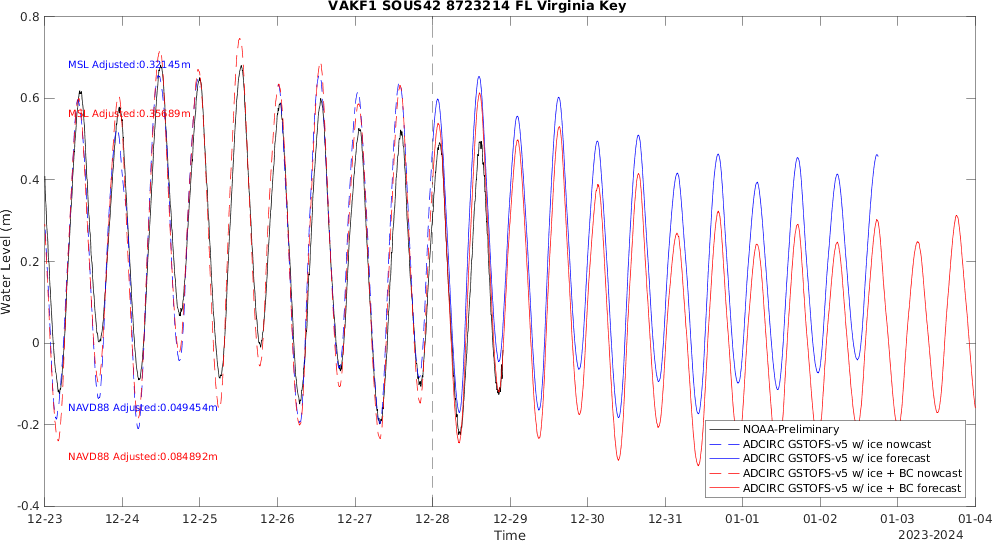 VAKF1 SOUS42 8723214 FL Virginia Key
0.8
0.6
0.4
0.2
0
-0.2
-0.4
Water Level (m)
MSL Adjusted:0.32145m
MSL Adjusted:0.35689m
NAVD88 Adjusted:0.049454m
NAVD88 Adjusted:0.084892m
NOAA-Preliminary
ADCIRC GSTOFS-v5 w/ ice nowcast
ADCIRC GSTOFS-v5 w/ ice forecast
ADCIRC GSTOFS-v5 w/ ice + BC nowcast
ADCIRC GSTOFS-v5 w/ ice + BC forecast
12-23 12-24 12-25 12-26 12-27 12-28 12-29 12-30 12-31 01-01 01-02 01-03 01-04
Time
2023-2024